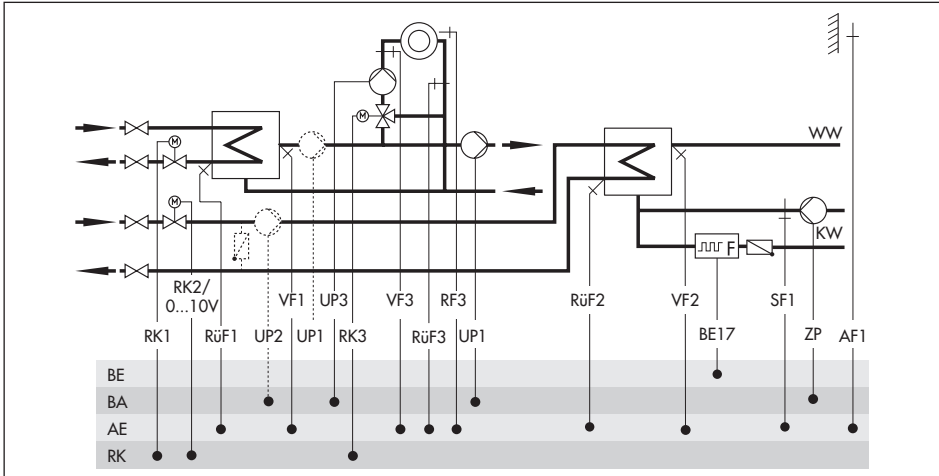 M
M
M
WW
KW
F
RK2/
0...10V
VF1
UP3
VF3
RF3
RüF2
VF2
SF1
RK1
RüF1
UP2
UP1
RK3
RüF3
UP1
BE17
ZP
AF1
BE
BA
AE
RK